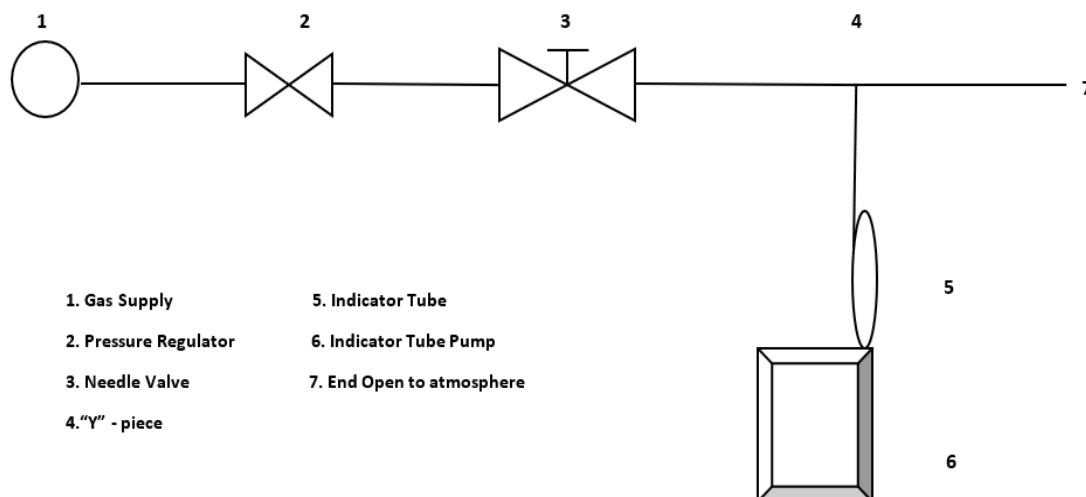 1
2
3
4
7
5
1. Gas Supply
5. Indicator Tube
2. Pressure Regulator
6. Indicator Tube Pump
3. Needle Valve
7. End Open to atmosphere
4.“Y” - piece
6